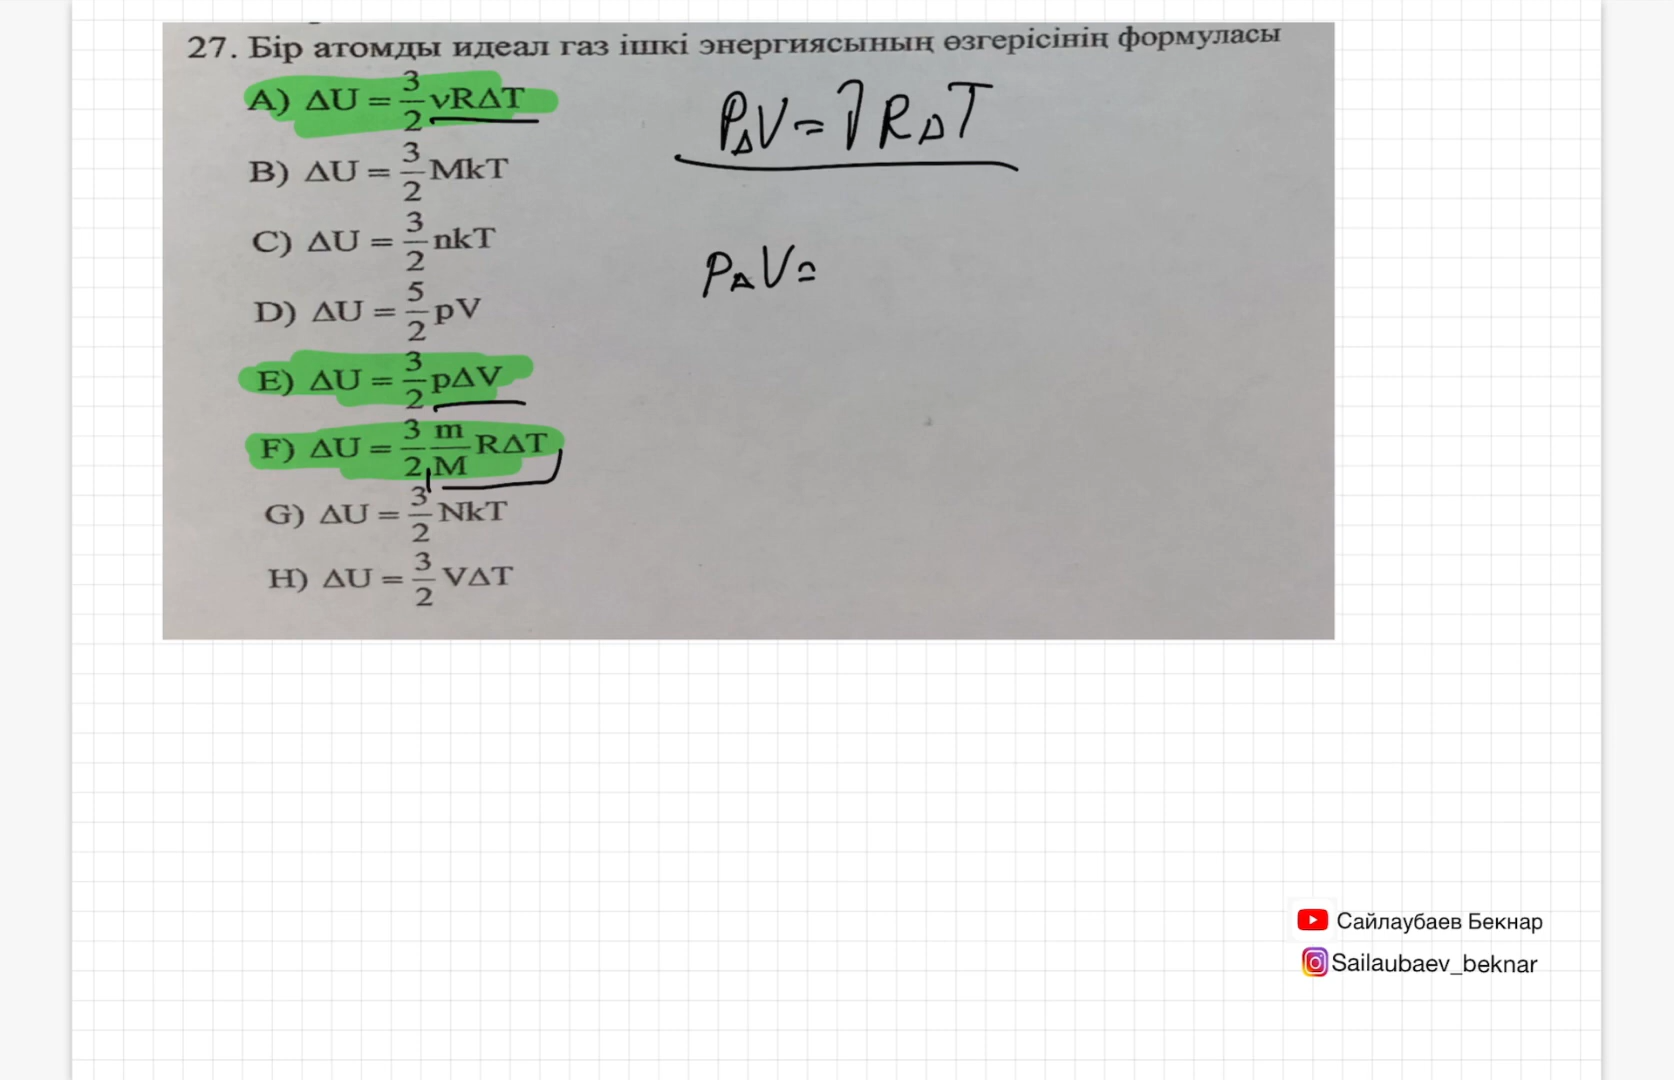 27. Бір атомды идеал газ ішкі энергиясының өзгерісінің формуласы
A) ΔU = 3/2 νRΔT
B) ΔU = 3/2 MkT
C) ΔU = 3/2 nkT
D) ΔU = 5/2 pV
E) ΔU = 3/2 pΔV
F) ΔU = 3/2 m/M RΔT
G) ΔU = 3/2 NkT
H) ΔU = 3/2 VΔT
PΔV = νRΔT
PΔV =
Сайлаубаев Бекнар
Sailaubaev_beknar